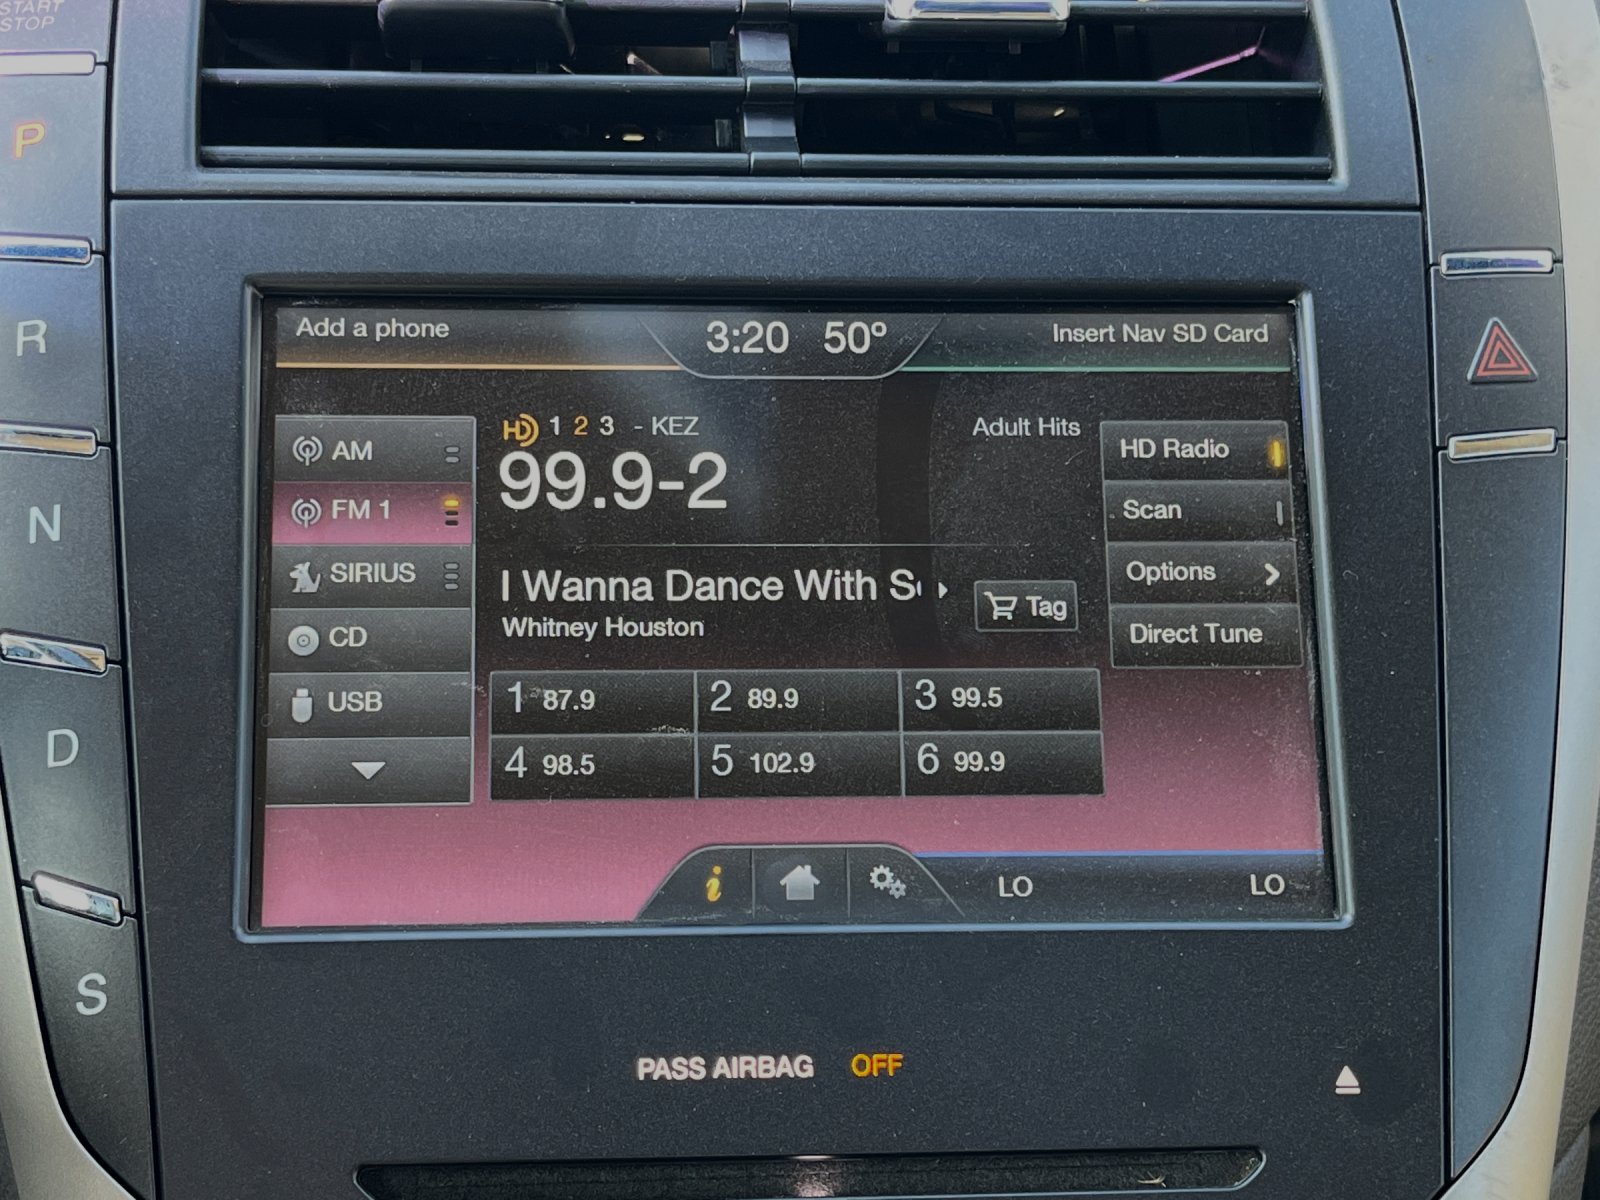 START
STOP
P
R
N
D
S
Add a phone
3:20 50º
Insert Nav SD Card
AM
FM 1
SIRIUS
CD
USB
HD 1 2 3 - KEZ
Adult Hits
99.9-2
I Wanna Dance With S
Whitney Houston
Tag
HD Radio
Scan
Options
Direct Tune
1 87.9
2 89.9
3 99.5
4 98.5
5 102.9
6 99.9
i
LO
LO
PASS AIRBAG OFF